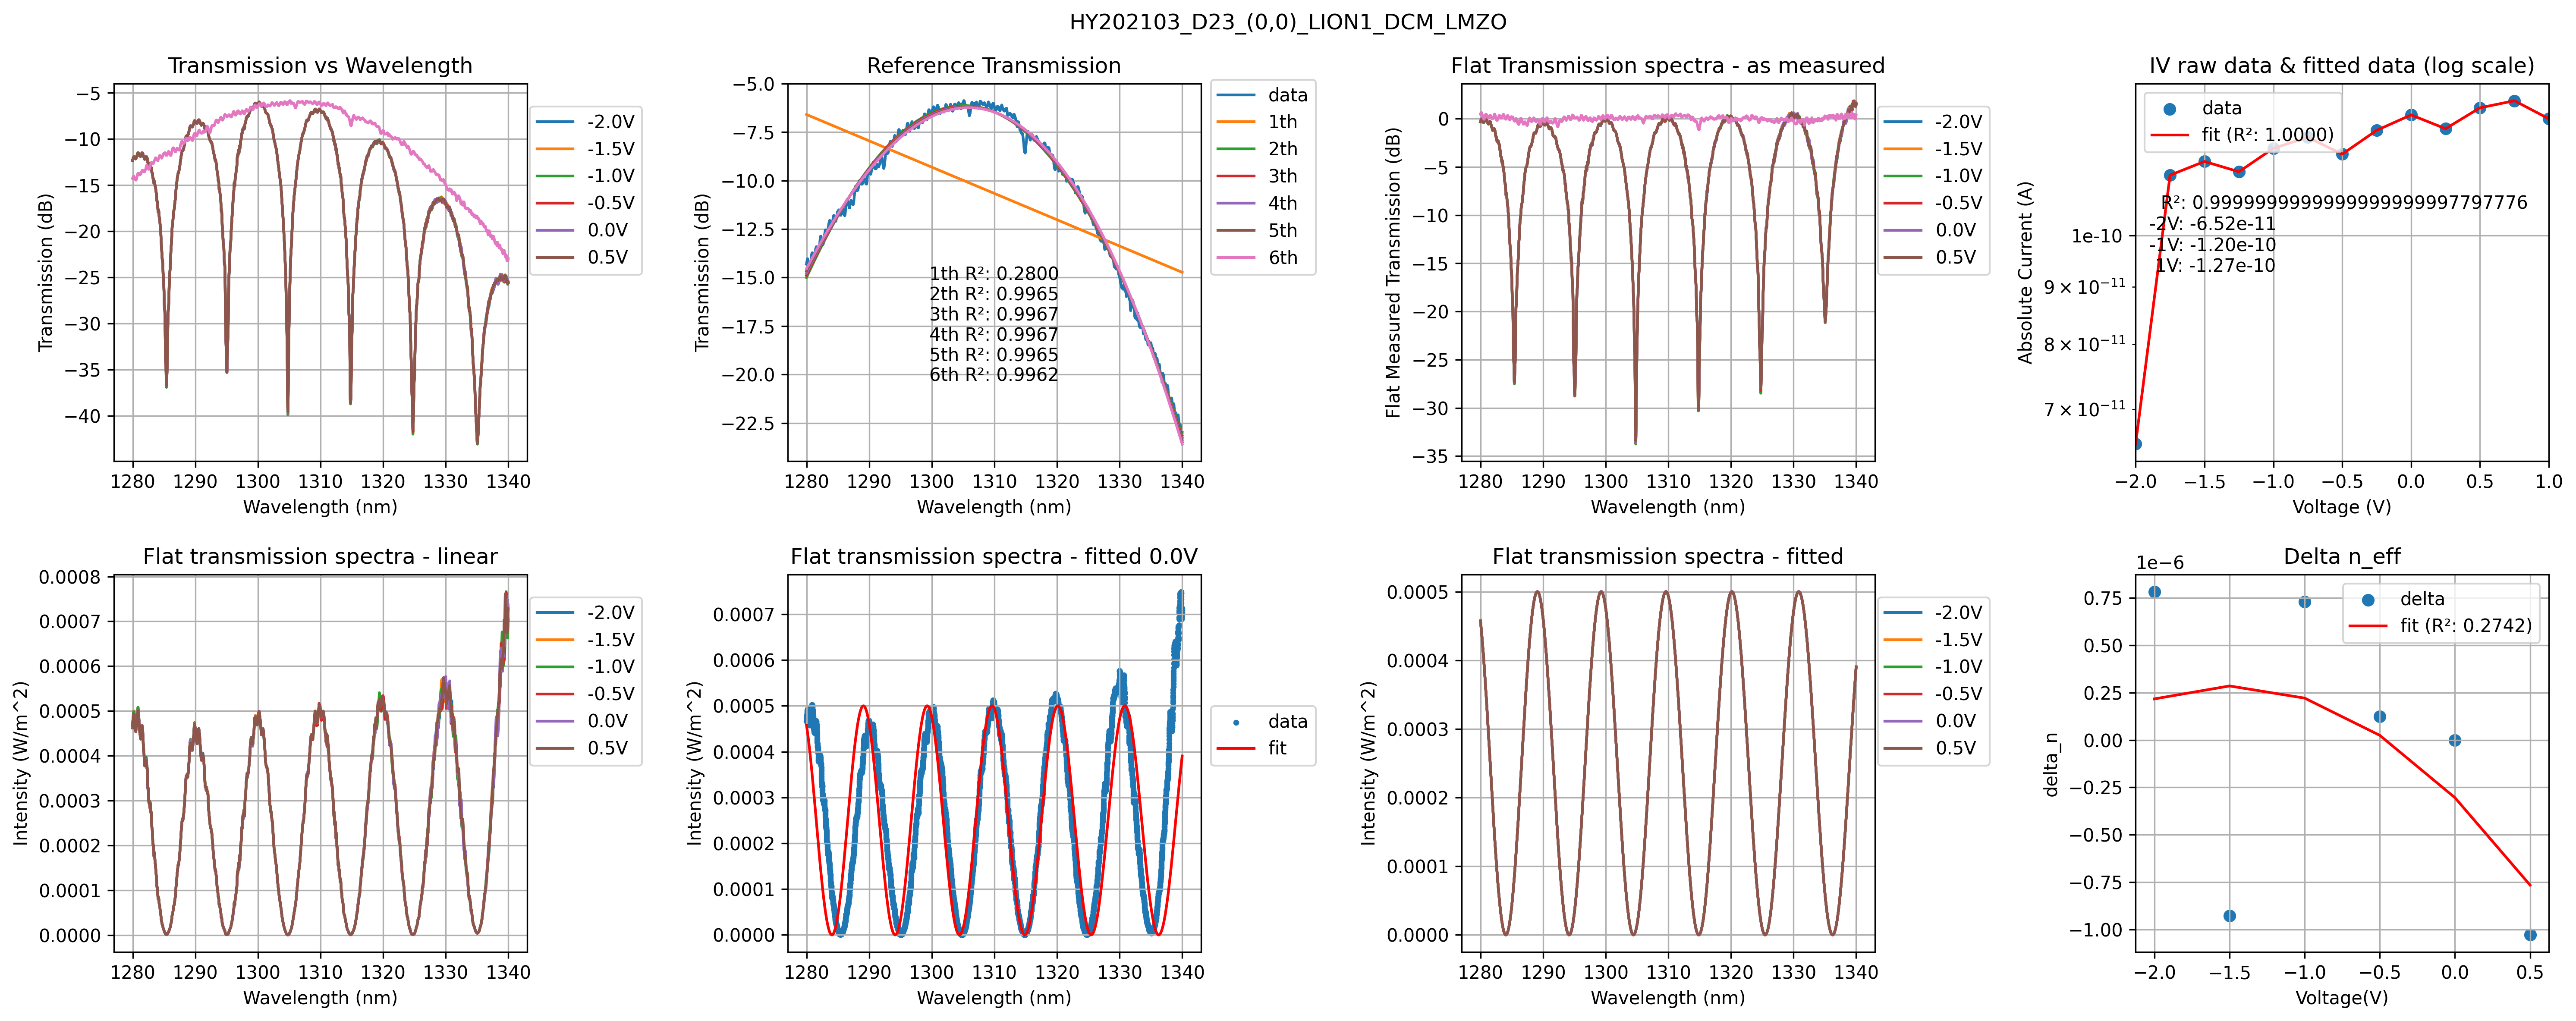 HY202103_D23_(0,0)_LION1_DCM_LMZO
Transmission vs Wavelength
Transmission (dB)
−5
−10
−15
−20
−25
−30
−35
−40
1280 1290 1300 1310 1320 1330 1340
Wavelength (nm)
-2.0V
-1.5V
-1.0V
-0.5V
0.0V
0.5V
Reference Transmission
Transmission (dB)
−5.0
−7.5
−10.0
−12.5
−15.0
−17.5
−20.0
−22.5
1th R²: 0.2800
2th R²: 0.9965
3th R²: 0.9967
4th R²: 0.9967
5th R²: 0.9965
6th R²: 0.9962
1280 1290 1300 1310 1320 1330 1340
Wavelength (nm)
data
1th
2th
3th
4th
5th
6th
Flat Transmission spectra - as measured
Flat Measured Transmission (dB)
0
−5
−10
−15
−20
−25
−30
−35
1280 1290 1300 1310 1320 1330 1340
Wavelength (nm)
-2.0V
-1.5V
-1.0V
-0.5V
0.0V
0.5V
IV raw data & fitted data (log scale)
Absolute Current (A)
data
fit (R²: 1.0000)
-2V: -6.52e-11
-1V: -1.20e-10
1V: -1.27e-10
1e-10
9 × 10⁻¹¹
8 × 10⁻¹¹
7 × 10⁻¹¹
−2.0 −1.5 −1.0 −0.5 0.0 0.5 1.0
Voltage (V)
Flat transmission spectra - linear
Intensity (W/m^2)
0.0008
0.0007
0.0006
0.0005
0.0004
0.0003
0.0002
0.0001
0.0000
1280 1290 1300 1310 1320 1330 1340
Wavelength (nm)
-2.0V
-1.5V
-1.0V
-0.5V
0.0V
0.5V
Flat transmission spectra - fitted 0.0V
Intensity (W/m^2)
0.0007
0.0006
0.0005
0.0004
0.0003
0.0002
0.0001
0.0000
1280 1290 1300 1310 1320 1330 1340
Wavelength (nm)
data
fit
Flat transmission spectra - fitted
Intensity (W/m^2)
0.0005
0.0004
0.0003
0.0002
0.0001
0.0000
1280 1290 1300 1310 1320 1330 1340
Wavelength (nm)
-2.0V
-1.5V
-1.0V
-0.5V
0.0V
0.5V
Delta n_eff
1e−6
delta_n
delta
fit (R²: 0.2742)
0.75
0.50
0.25
0.00
−0.25
−0.50
−0.75
−1.00
−2.0 −1.5 −1.0 −0.5 0.0 0.5
Voltage(V)